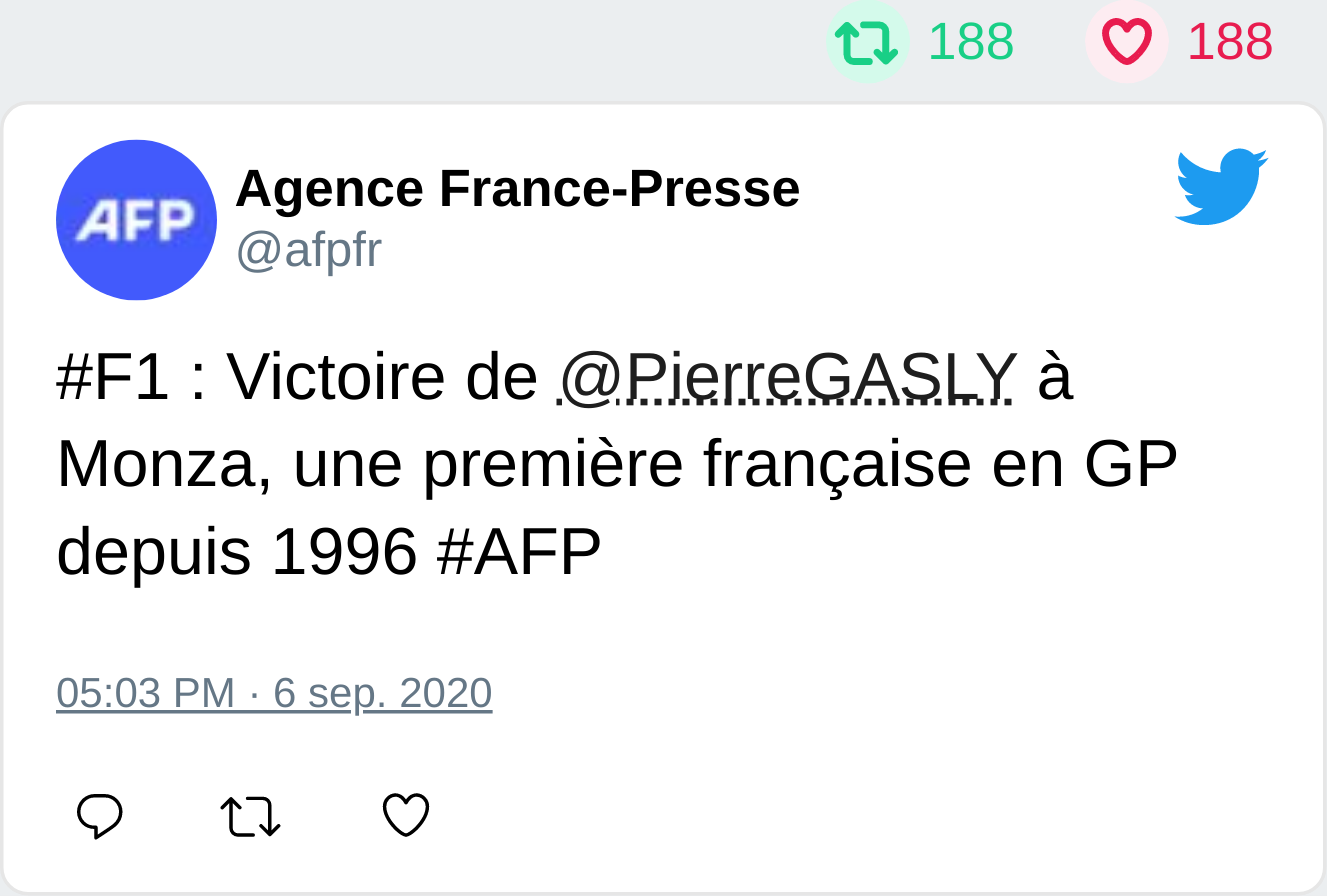 188 188
AFP
Agence France-Presse
@afpfr
#F1 : Victoire de @PierreGASLY à
Monza, une première française en GP
depuis 1996 #AFP
05:03 PM · 6 sep. 2020